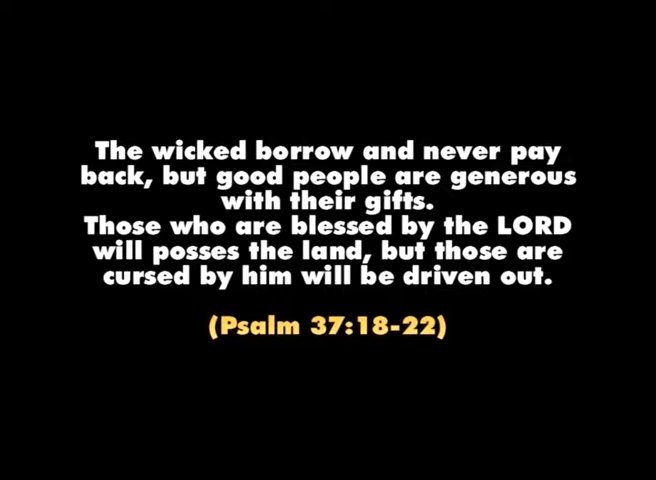 The wicked borrow and never pay
back, but good people are generous
with their gifts.
Those who are blessed by the LORD
will posses the land, but those are
cursed by him will be driven out.
(Psalm 37:18-22)